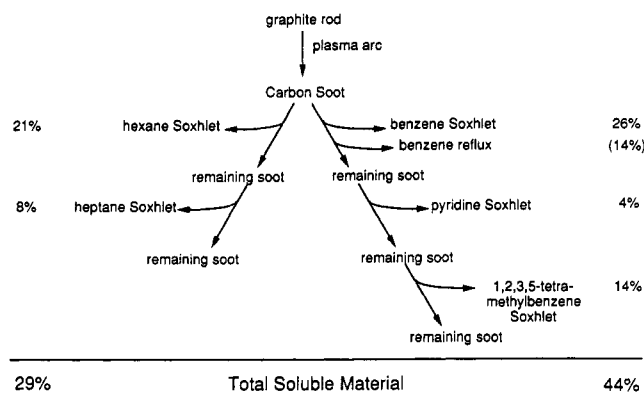 graphite rod
plasma arc
Carbon Soot
21% hexane Soxhlet benzene Soxhlet 26%
benzene reflux (14%)
remaining soot remaining soot
8% heptane Soxhlet pyridine Soxhlet 4%
remaining soot remaining soot
1,2,3,5-tetra- 14%
methylbenzene
Soxhlet
remaining soot
29% Total Soluble Material 44%